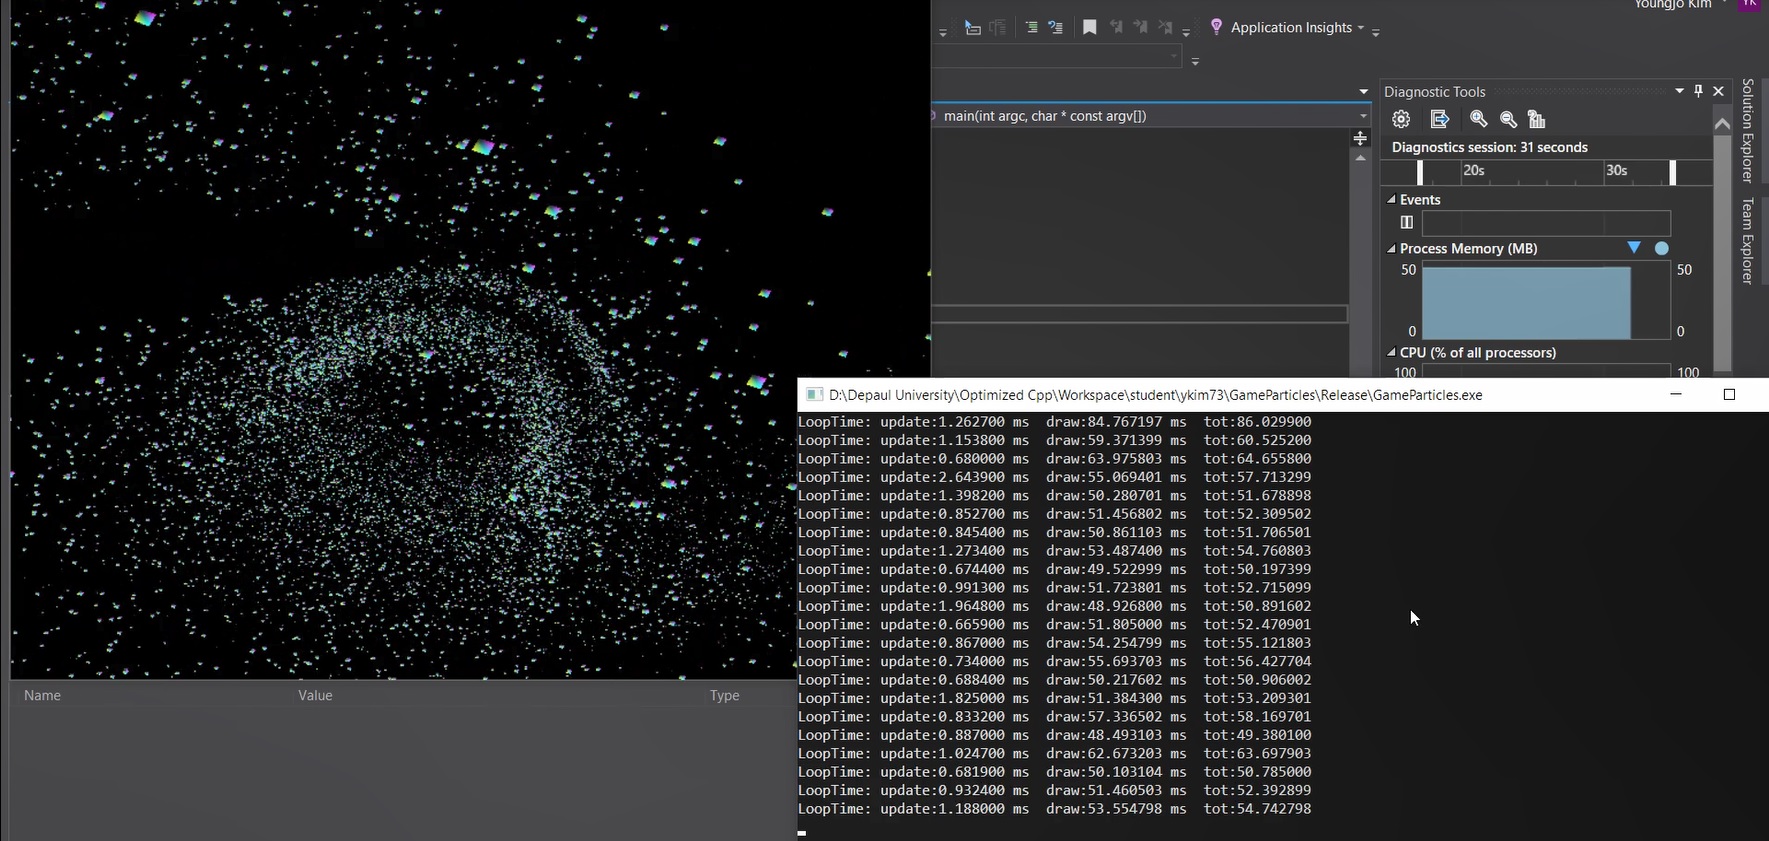 Youngjo Kim
YK
Application Insights
main(int argc, char * const argv[])
Diagnostic Tools
Diagnostics session: 31 seconds
20s
30s
Events
Process Memory (MB)
50
50
0
0
CPU (% of all processors)
100
100
Solution Explorer
Team Explorer
Name
Value
Type
D:\Depaul University\Optimized Cpp\Workspace\student\ykim73\GameParticles\Release\GameParticles.exe
LoopTime: update:1.262700 ms draw:84.767197 ms tot:86.029900
LoopTime: update:1.153800 ms draw:59.371399 ms tot:60.525200
LoopTime: update:0.680000 ms draw:63.975803 ms tot:64.655800
LoopTime: update:2.643900 ms draw:55.069401 ms tot:57.713299
LoopTime: update:1.398200 ms draw:50.280701 ms tot:51.678898
LoopTime: update:0.852700 ms draw:51.456802 ms tot:52.309502
LoopTime: update:0.845400 ms draw:50.861103 ms tot:51.706501
LoopTime: update:1.273400 ms draw:53.487400 ms tot:54.760803
LoopTime: update:0.674400 ms draw:49.522999 ms tot:50.197399
LoopTime: update:0.991300 ms draw:51.723801 ms tot:52.715099
LoopTime: update:1.964800 ms draw:48.926800 ms tot:50.891602
LoopTime: update:0.665900 ms draw:51.805000 ms tot:52.470901
LoopTime: update:0.867000 ms draw:54.254799 ms tot:55.121803
LoopTime: update:0.734000 ms draw:55.693703 ms tot:56.427704
LoopTime: update:0.688400 ms draw:50.217602 ms tot:50.906002
LoopTime: update:1.825000 ms draw:51.384300 ms tot:53.209301
LoopTime: update:0.833200 ms draw:57.336502 ms tot:58.169701
LoopTime: update:0.887000 ms draw:48.493103 ms tot:49.380100
LoopTime: update:1.024700 ms draw:62.673203 ms tot:63.697903
LoopTime: update:0.681900 ms draw:50.103104 ms tot:50.785000
LoopTime: update:0.932400 ms draw:51.460503 ms tot:52.392899
LoopTime: update:1.188000 ms draw:53.554798 ms tot:54.742798